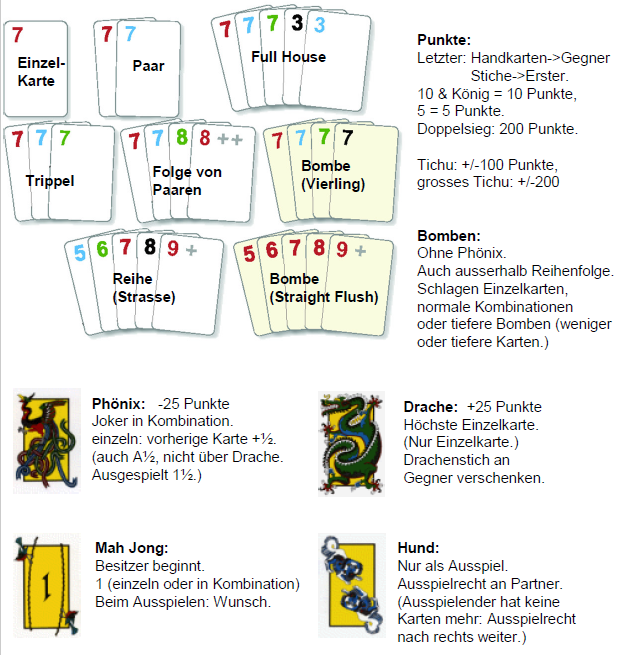 7
Einzel-
Karte
7 7
Paar
7 7 7 3 3
Full House
7 7 7
Trippel
7 7 8 8 ++
Folge von
Paaren
7 7 7 7
Bombe
(Vierling)
5 6 7 8 9 +
Reihe
(Strasse)
5 6 7 8 9 +
Bombe
(Straight Flush)
Punkte:
Letzter: Handkarten->Gegner
Stiche->Erster.
10 & König = 10 Punkte,
5 = 5 Punkte.
Doppelsieg: 200 Punkte.
Tichu: +/-100 Punkte,
grosses Tichu: +/-200
Bomben:
Ohne Phönix.
Auch ausserhalb Reihenfolge.
Schlagen Einzelkarten,
normale Kombinationen
oder tiefere Bomben (weniger
oder tiefere Karten.)
Phönix: -25 Punkte
Joker in Kombination.
einzeln: vorherige Karte +½.
(auch A½, nicht über Drache.
Ausgespielt 1½.)
Drache: +25 Punkte
Höchste Einzelkarte.
(Nur Einzelkarte.)
Drachenstich an
Gegner verschenken.
1
Mah Jong:
Besitzer beginnt.
1 (einzeln oder in Kombination)
Beim Ausspielen: Wunsch.
Hund:
Nur als Ausspiel.
Ausspielrecht an Partner.
(Ausspielender hat keine
Karten mehr: Ausspielrecht
nach rechts weiter.)